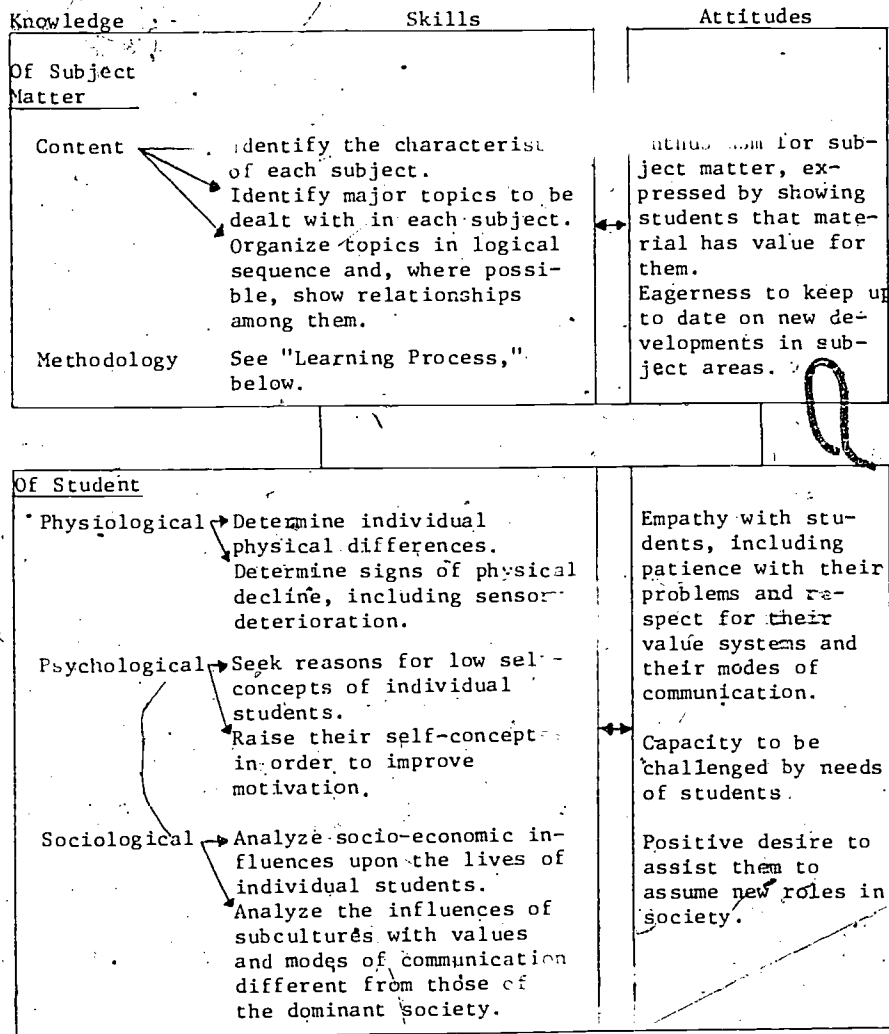 Knowledge Skills Attitudes
Of Subject
Matter
Content
identify the
of each subject.
Identify major topics to be
dealt with in each subject.
Organize topics in logical
sequence and, where possi-
ble, show relationships
among them.
Methodology See "Learning Process,"
below.
for sub-
ject matter, ex-
pressed by showing
students that mate-
rial has value for
them.
Eagerness to keep up
to date on new de-
velopments in sub-
ject areas.
Of Student
Physiological Determine individual
physical differences.
Determine signs of physical
decline, including
deterioration.
Psychological Seek reasons for low
concepts of individual
students.
Raise their self-concept
in order to improve
motivation.
Sociological Analyze socio-economic in-
fluences upon the lives of
individual students.
Analyze the influences of
subcultures with values
and modes of communication
different from those of
the dominant society.
Empathy with stu-
dents, including
patience with their
problems and re-
spect for their
value systems and
their modes of
communication.
Capacity to be
challenged by needs
of students.
Positive desire to
assist them to
assume new roles in
society.